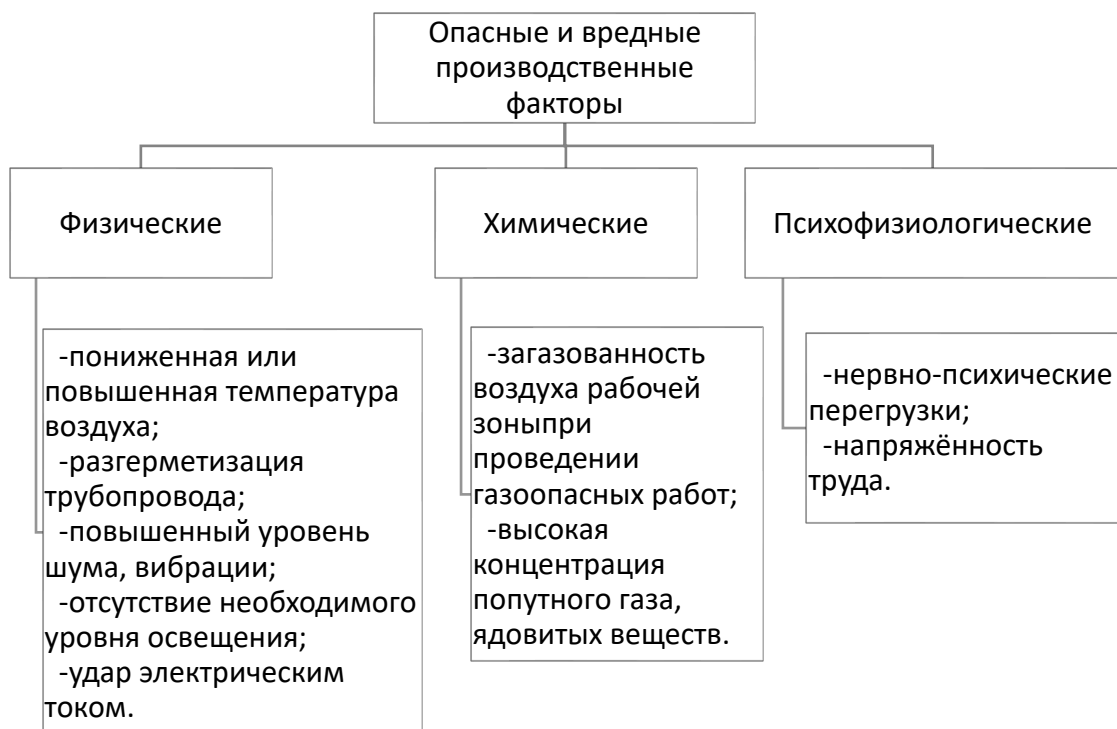 Опасные и вредные
производственные
факторы
Физические
Химические
Психофизиологические
-пониженная или
повышенная температура
воздуха;
-разгерметизация
трубопровода;
-повышенный уровень
шума, вибрации;
-отсутствие необходимого
уровня освещения;
-удар электрическим
током.
-загазованность
воздуха рабочей
зоныпри
проведении
газоопасных работ;
-высокая
концентрация
попутного газа,
ядовитых веществ.
-нервно-психические
перегрузки;
-напряжённость
труда.